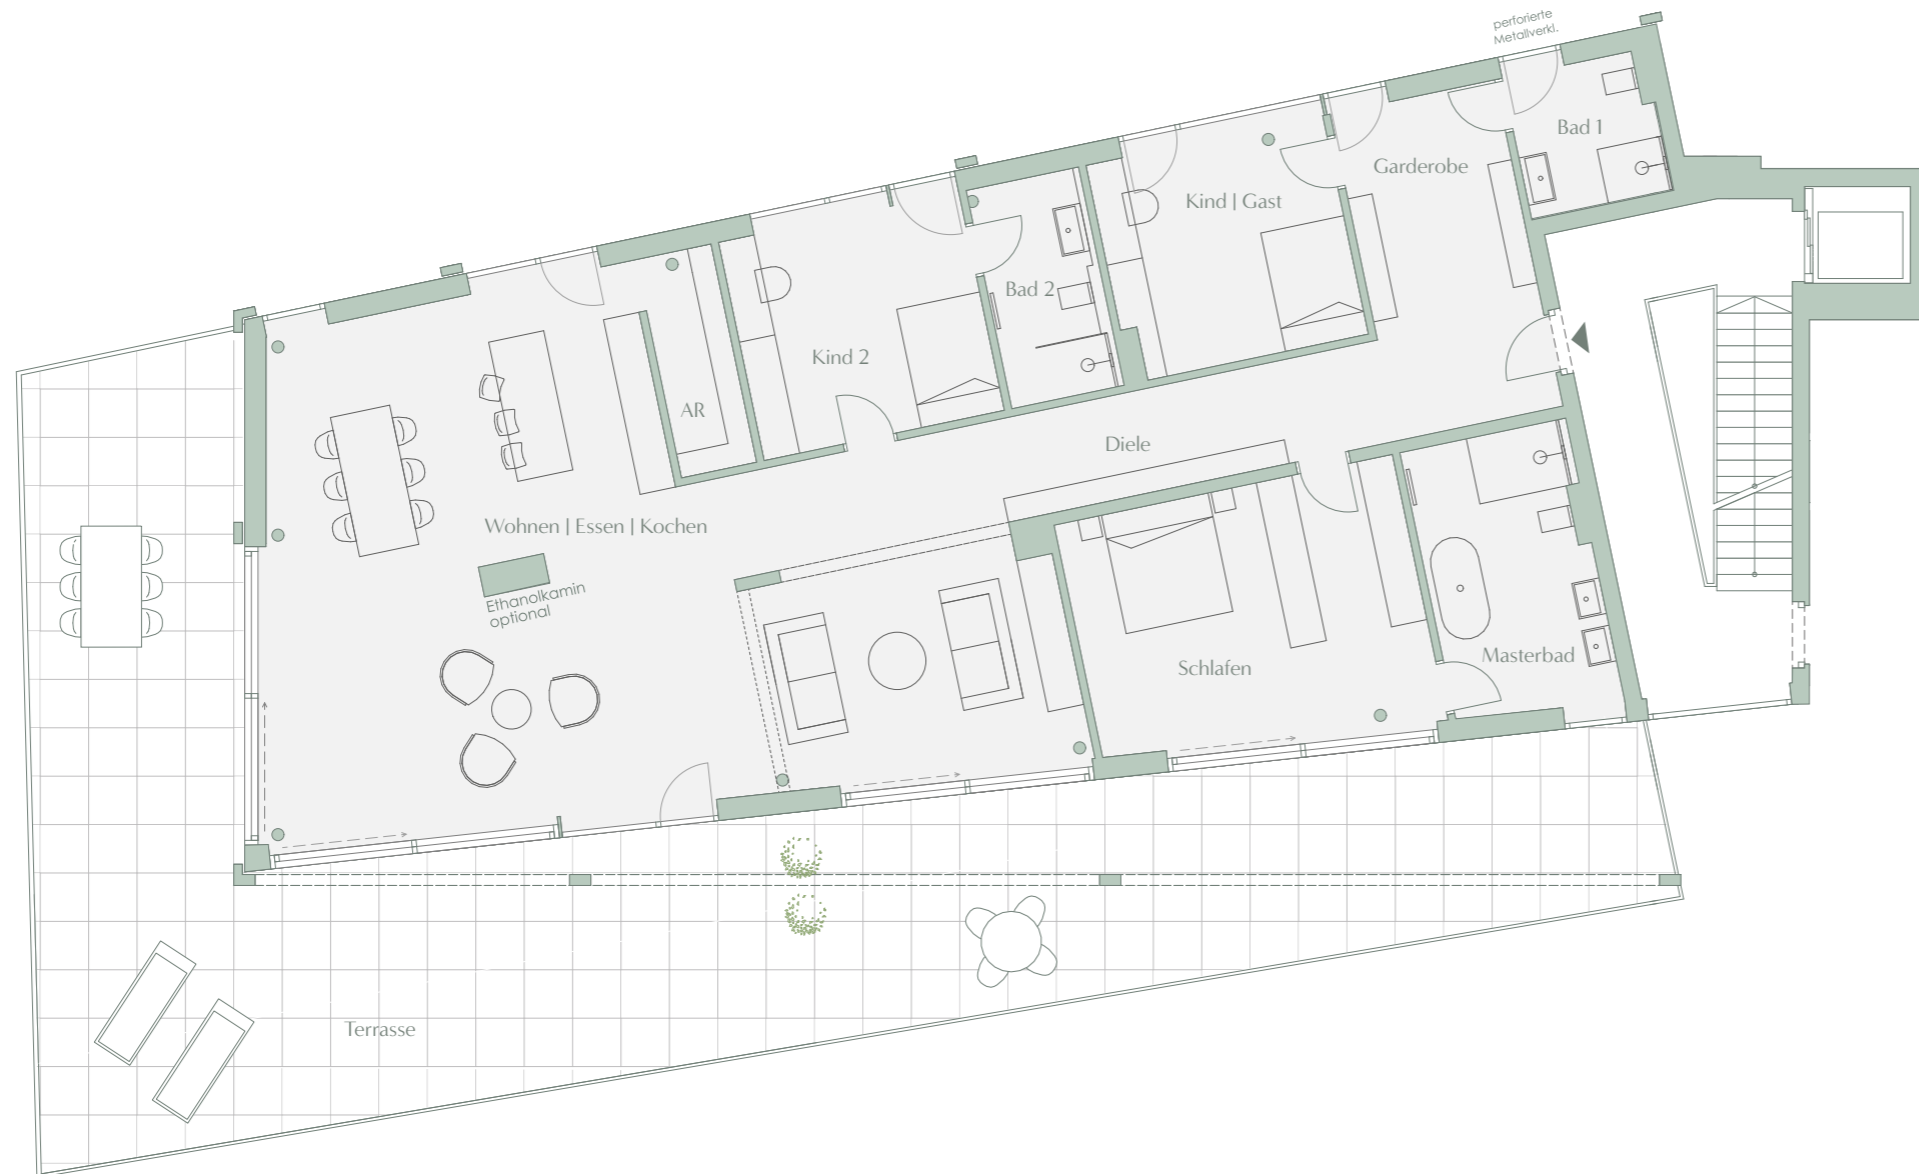 perforierte
Metallverkl.
Bad 1
Garderobe
Kind | Gast
Bad 2
Kind 2
AR
Diele
Wohnen | Essen | Kochen
Ethanolkamin
optional
Schlafen
Masterbad
Terrasse